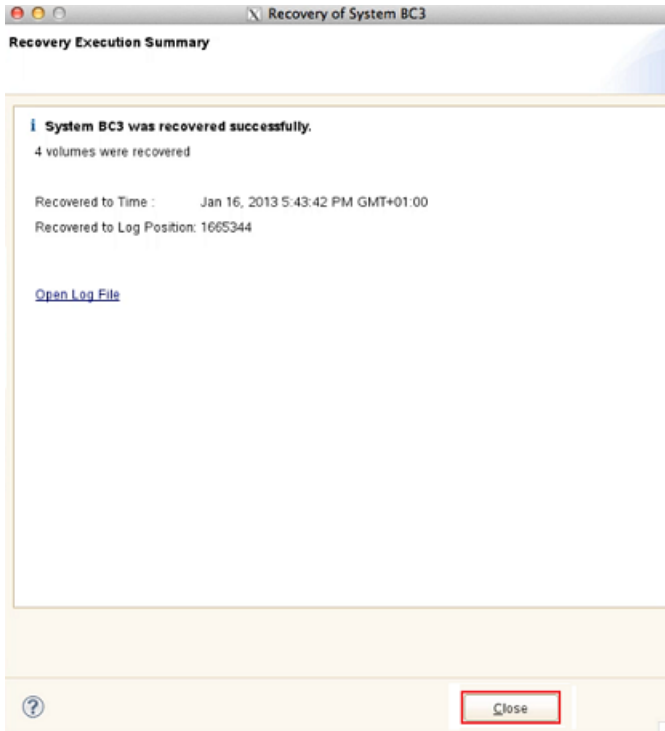 Recovery of System BC3
Recovery Execution Summary
i System BC3 was recovered successfully.
4 volumes were recovered
Recovered to Time : Jan 16, 2013 5:43:42 PM GMT+01:00
Recovered to Log Position: 1665344
Open Log File
? Close